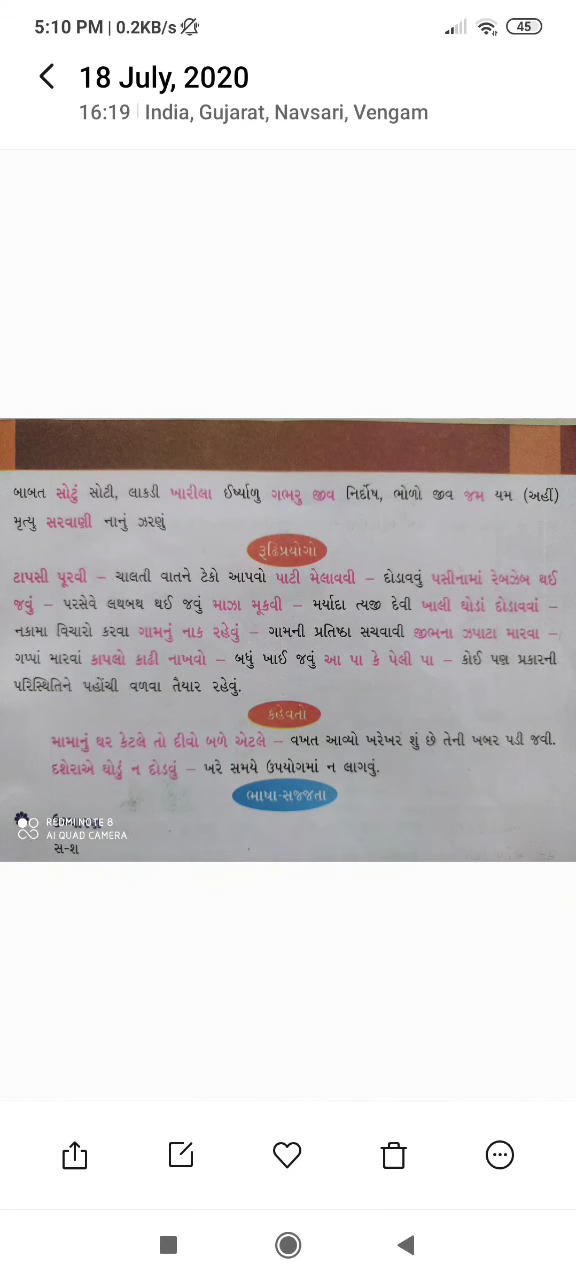 5:10 PM | 0.2KB/s
45
18 July, 2020
16:19 | India, Gujarat, Navsari, Vengam
બાબત સોટું સોટી, લાકડી ખારીલા ઈર્ષ્યાળુ ગભરુ જીવ નિર્દોષ, ભોળો જીવ જમ યમ (અહીં)
મૃત્યુ સરવાણી નાનું ઝરણું
રૂઢિપ્રયોગો
ટાપસી પૂરવી – ચાલતી વાતને ટેકો આપવો પાટી મેલાવવી – દોડાવવું પસીનામાં રેબઝેબ થઈ
જવું – પરસેવે લથબથ થઈ જવું માઝા મૂકવી – મર્યાદા ત્યજી દેવી ખાલી ઘોડાં દોડાવવાં –
નકામા વિચારો કરવા ગામનું નાક રહેવું – ગામની પ્રતિષ્ઠા સચવાવી જીભના ઝપાટા મારવા –
ગપ્પાં મારવાં કાપલો કાઢી નાખવો – બધું ખાઈ જવું આ પા કે પેલી પા – કોઈ પણ પ્રકારની
પરિસ્થિતિને પહોંચી વળવા તૈયાર રહેવું.
કહેવતો
મામાનું ઘર કેટલે તો દીવો બળે એટલે – વખત આવ્યો ખરેખર શું છે તેની ખબર પડી જવી.
દશેરાએ ઘોડું ન દોડવું – ખરે સમયે ઉપયોગમાં ન લાગવું.
ભાષા-સજ્જતા
REDMI NOTE 8
AI QUAD CAMERA
સ-શ